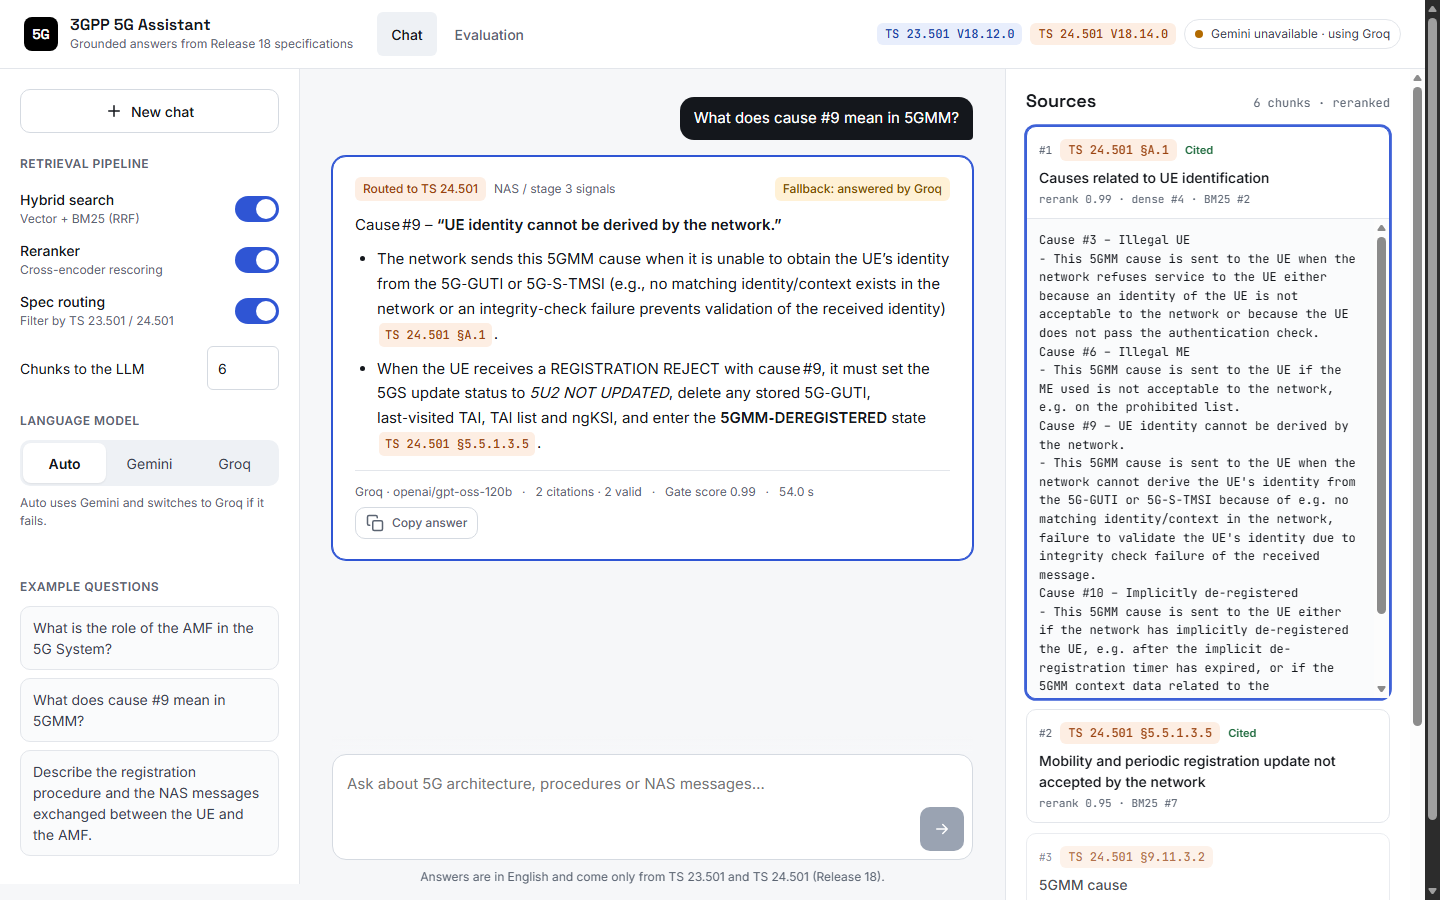 5G
3GPP 5G Assistant
Grounded answers from Release 18 specifications
Chat
Evaluation
TS 23.501 V18.12.0
TS 24.501 V18.14.0
Gemini unavailable · using Groq
New chat
RETRIEVAL PIPELINE
Hybrid search
Vector + BM25 (RRF)
Reranker
Cross-encoder rescoring
Spec routing
Filter by TS 23.501 / 24.501
Chunks to the LLM
6
LANGUAGE MODEL
Auto
Gemini
Groq
Auto uses Gemini and switches to Groq if it
fails.
EXAMPLE QUESTIONS
What is the role of the AMF in the
5G System?
What does cause #9 mean in
5GMM?
Describe the registration
procedure and the NAS messages
exchanged between the UE and
the AMF.
What does cause #9 mean in 5GMM?
Routed to TS 24.501
NAS / stage 3 signals
Fallback: answered by Groq
Cause #9 – “UE identity cannot be derived by the network.”
• The network sends this 5GMM cause when it is unable to obtain the UE’s identity
from the 5G-GUTI or 5G-S-TMSI (e.g., no matching identity/context exists in the
network or an integrity-check failure prevents validation of the received identity)
TS 24.501 §A.1 .
• When the UE receives a REGISTRATION REJECT with cause #9, it must set the
5GS update status to 5U2 NOT UPDATED, delete any stored 5G-GUTI,
last-visited TAI, TAI list and ngKSI, and enter the 5GMM-DEREGISTERED state
TS 24.501 §5.5.1.3.5 .
Groq · openai/gpt-oss-120b · 2 citations · 2 valid · Gate score 0.99 · 54.0 s
Copy answer
Ask about 5G architecture, procedures or NAS messages...
Answers are in English and come only from TS 23.501 and TS 24.501 (Release 18).
Sources
6 chunks · reranked
#1 TS 24.501 §A.1 Cited
Causes related to UE identification
rerank 0.99 · dense #4 · BM25 #2
Cause #3 – Illegal UE
- This 5GMM cause is sent to the UE when the
network refuses service to the UE either
because an identity of the UE is not
acceptable to the network or because the UE
does not pass the authentication check.
Cause #6 – Illegal ME
- This 5GMM cause is sent to the UE if the
ME used is not acceptable to the network,
e.g. on the prohibited list.
Cause #9 – UE identity cannot be derived by
the network.
- This 5GMM cause is sent to the UE when the
network cannot derive the UE's identity from
the 5G-GUTI or 5G-S-TMSI because of e.g. no
matching identity/context in the network,
failure to validate the UE's identity due to
integrity check failure of the received
message.
Cause #10 – Implicitly de-registered
- This 5GMM cause is sent to the UE either
if the network has implicitly de-registered
the UE, e.g. after the implicit de-
registration timer has expired, or if the
5GMM context data related to the
#2 TS 24.501 §5.5.1.3.5 Cited
Mobility and periodic registration update not
accepted by the network
rerank 0.95 · BM25 #7
#3 TS 24.501 §9.11.3.2
5GMM cause